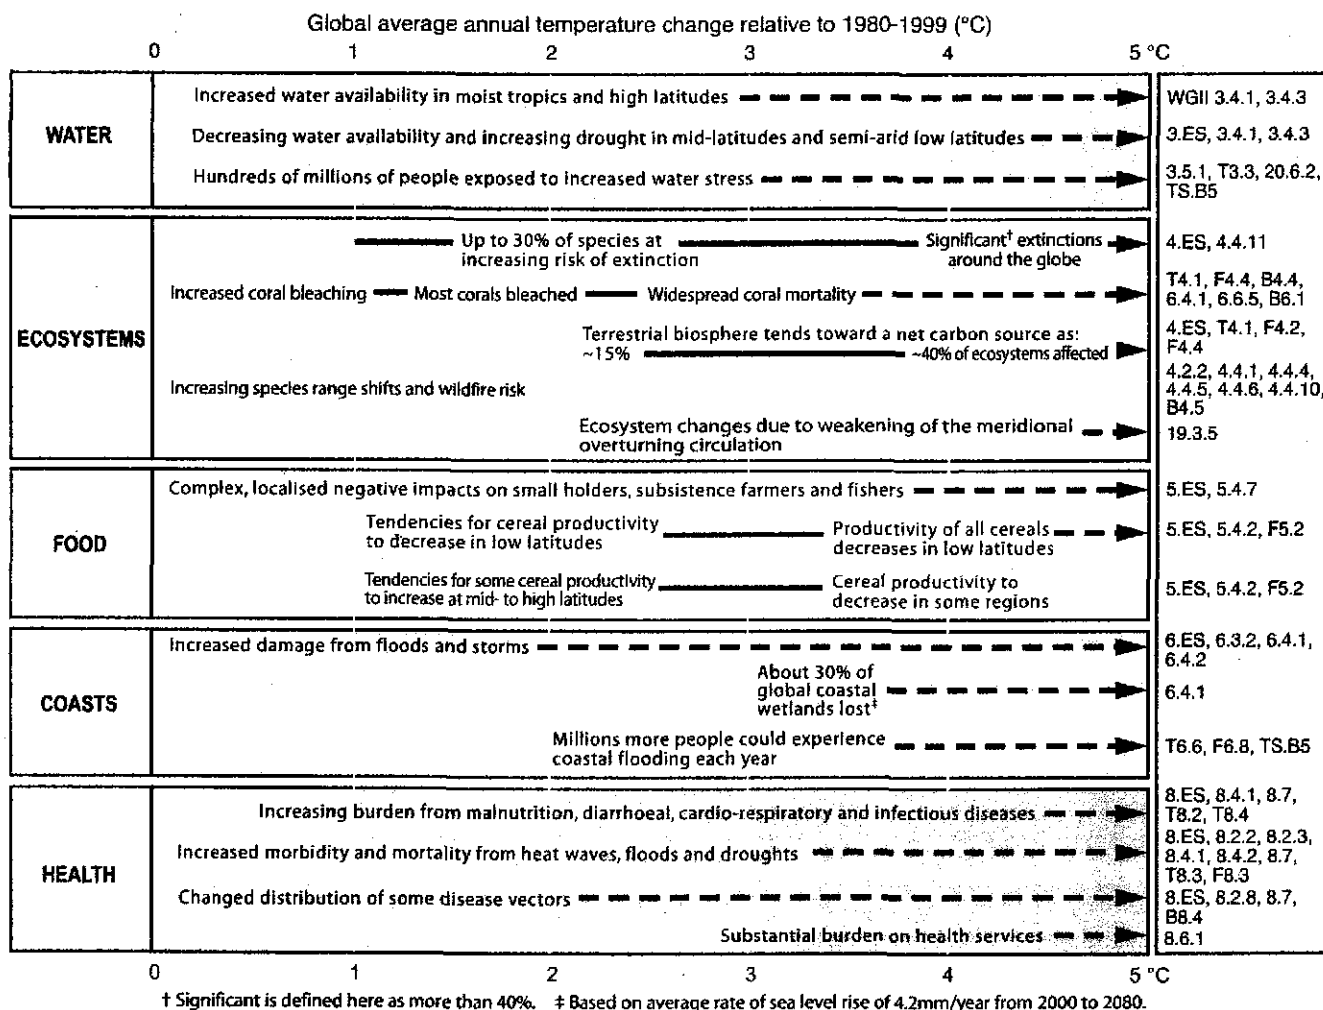 Global average annual temperature change relative to 1980-1999 (°C)
0 1 2 3 4 5 °C
WATER
Increased water availability in moist tropics and high latitudes
WGII 3.4.1, 3.4.3
Decreasing water availability and increasing drought in mid-latitudes and semi-arid low latitudes
3.ES, 3.4.1, 3.4.3
Hundreds of millions of people exposed to increased water stress
3.5.1, T3.3, 20.6.2,
TS.B5
ECOSYSTEMS
Up to 30% of species at
increasing risk of extinction
Significant† extinctions
around the globe
4.ES, 4.4.11
Increased coral bleaching
Most corals bleached
Widespread coral mortality
T4.1, F4.4, B4.4,
6.4.1, 6.6.5, B6.1
Terrestrial biosphere tends toward a net carbon source as:
~15%
~40% of ecosystems affected
4.ES, T4.1, F4.2,
F4.4
Increasing species range shifts and wildfire risk
4.2.2, 4.4.1, 4.4.4,
4.4.5, 4.4.6, 4.4.10,
B4.5
Ecosystem changes due to weakening of the meridional
overturning circulation
19.3.5
FOOD
Complex, localised negative impacts on small holders, subsistence farmers and fishers
5.ES, 5.4.7
Tendencies for cereal productivity
to decrease in low latitudes
Productivity of all cereals
decreases in low latitudes
5.ES, 5.4.2, F5.2
Tendencies for some cereal productivity
to increase at mid- to high latitudes
Cereal productivity to
decrease in some regions
5.ES, 5.4.2, F5.2
COASTS
Increased damage from floods and storms
6.ES, 6.3.2, 6.4.1,
6.4.2
About 30% of
global coastal
wetlands lost‡
6.4.1
Millions more people could experience
coastal flooding each year
T6.6, F6.8, TS.B5
HEALTH
Increasing burden from malnutrition, diarrhoeal, cardio-respiratory and infectious diseases
8.ES, 8.4.1, 8.7,
T8.2, T8.4
Increased morbidity and mortality from heat waves, floods and droughts
8.ES, 8.2.2, 8.2.3,
8.4.1, 8.4.2, 8.7,
T8.3, F8.3
Changed distribution of some disease vectors
8.ES, 8.2.8, 8.7,
B8.4
Substantial burden on health services
8.6.1
0 1 2 3 4 5 °C
† Significant is defined here as more than 40%. ‡ Based on average rate of sea level rise of 4.2mm/year from 2000 to 2080.